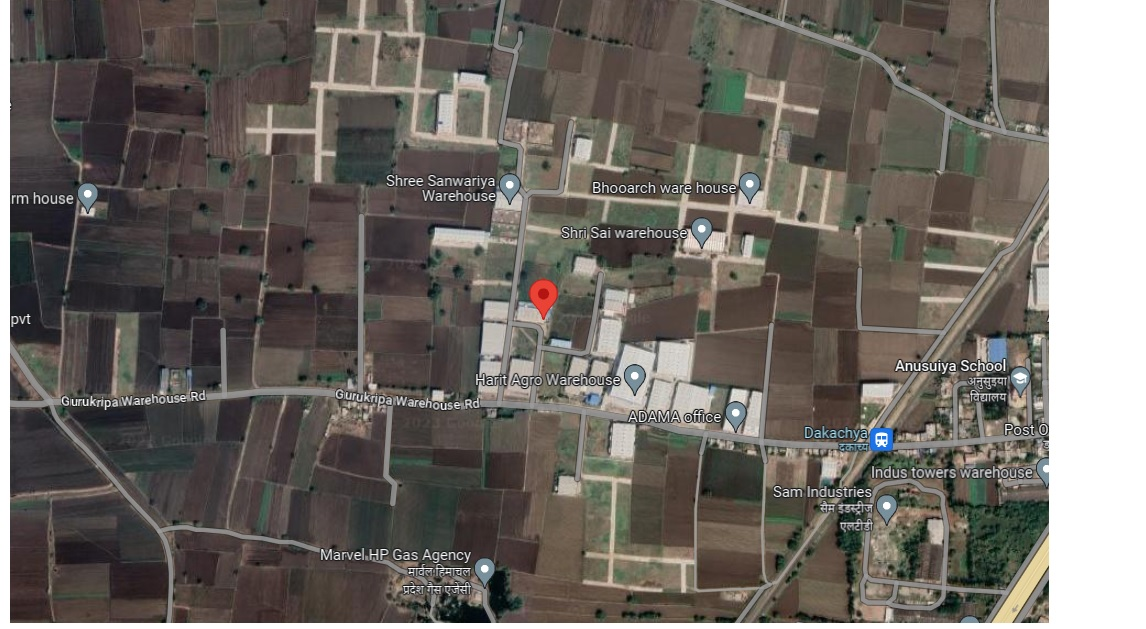 Shree Sanwariya
Warehouse
Bhooarch ware house
rm house
Shri Sai warehouse
pvt
Anusuiya School
अनुसुइया
विद्यालय
Harit Agro Warehouse
Gurukripa Warehouse Rd
Gurukripa Warehouse Rd
ADAMA office
Dakachya
दकाच्य
Post O
Indus towers warehouse
Sam Industries
सैम इंडस्ट्रीज
एलटीडी
Marvel HP Gas Agency
मार्वल हिमाचल
प्रदेश गैस एजेंसी